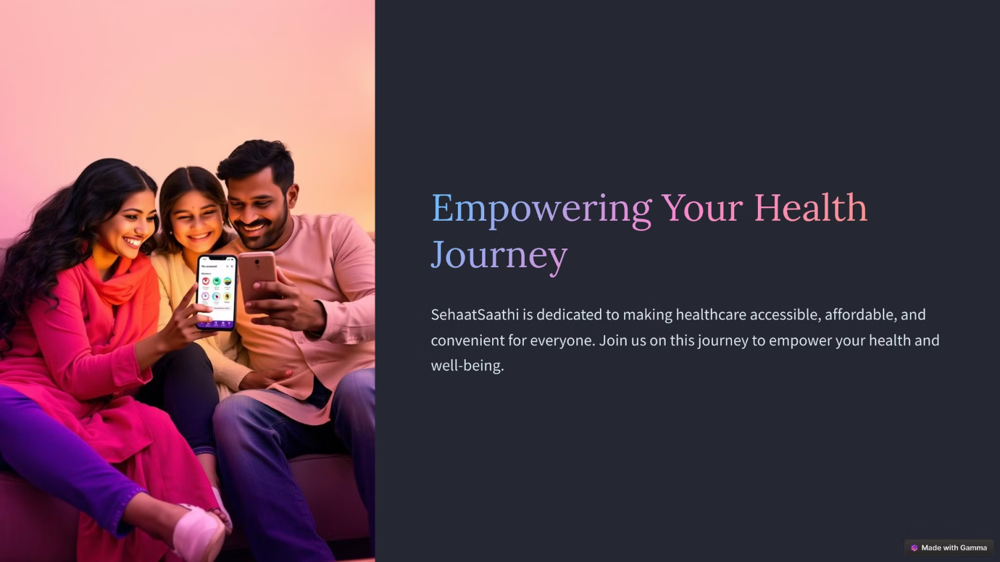 Empowering Your Health
Journey
SehaatSaathi is dedicated to making healthcare accessible, affordable, and
convenient for everyone. Join us on this journey to empower your health and
well-being.
Made with Gamma